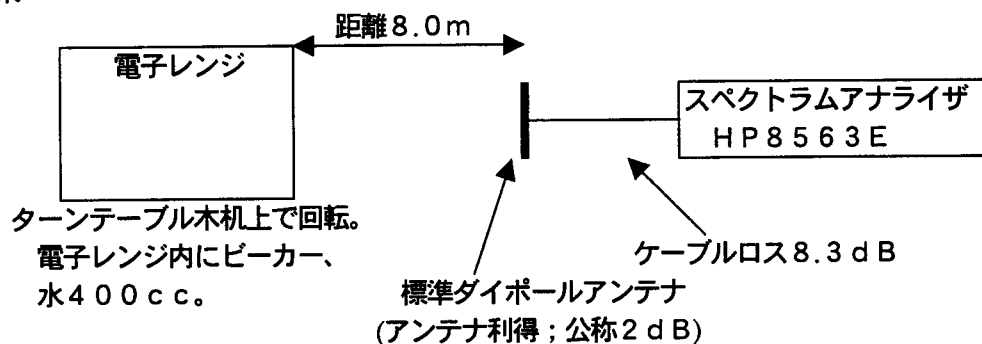 距離8.0m
電子レンジ
スペクトラムアナライザ
HP8563E
ターンテーブル木机上で回転。
電子レンジ内にビーカー、
水400cc。
ケーブルロス8.3dB
標準ダイポールアンテナ
(アンテナ利得;公称2dB)